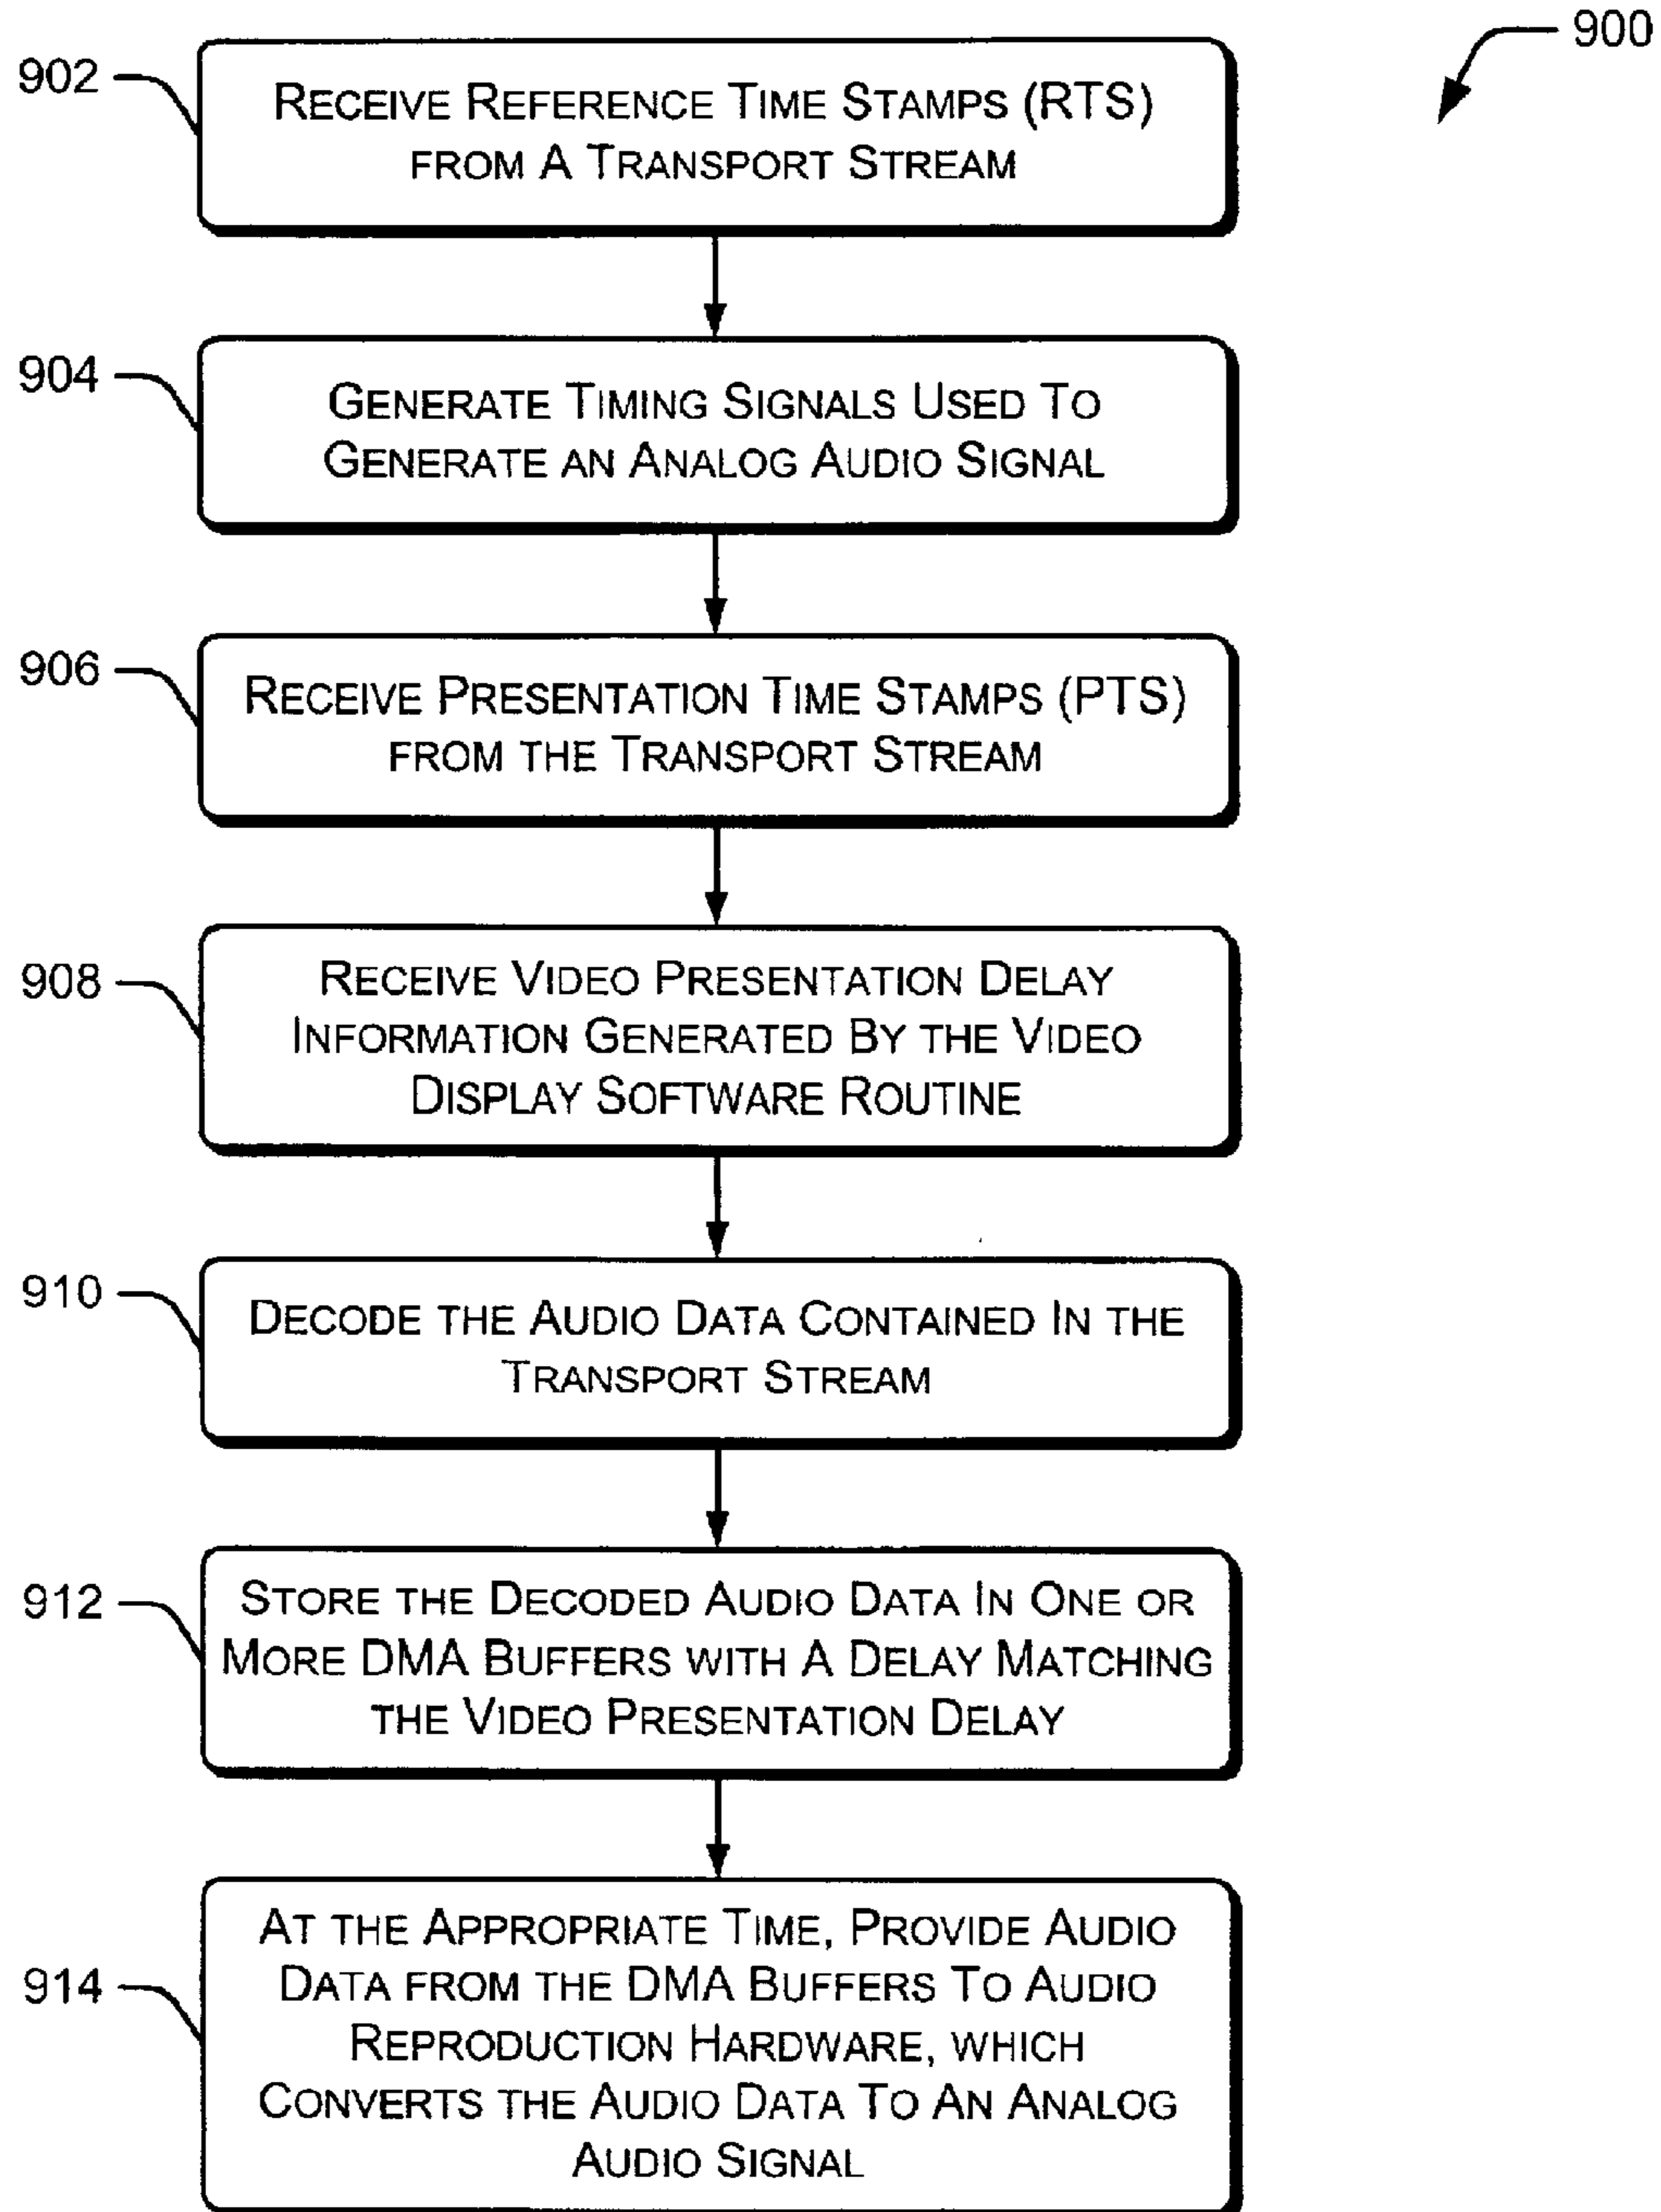 900
902
RECEIVE REFERENCE TIME STAMPS (RTS)
FROM A TRANSPORT STREAM
904
GENERATE TIMING SIGNALS USED TO
GENERATE AN ANALOG AUDIO SIGNAL
906
RECEIVE PRESENTATION TIME STAMPS (PTS)
FROM THE TRANSPORT STREAM
908
RECEIVE VIDEO PRESENTATION DELAY
INFORMATION GENERATED BY THE VIDEO
DISPLAY SOFTWARE ROUTINE
910
DECODE THE AUDIO DATA CONTAINED IN THE
TRANSPORT STREAM
912
STORE THE DECODED AUDIO DATA IN ONE OR
MORE DMA BUFFERS WITH A DELAY MATCHING
THE VIDEO PRESENTATION DELAY
914
AT THE APPROPRIATE TIME, PROVIDE AUDIO
DATA FROM THE DMA BUFFERS TO AUDIO
REPRODUCTION HARDWARE, WHICH
CONVERTS THE AUDIO DATA TO AN ANALOG
AUDIO SIGNAL